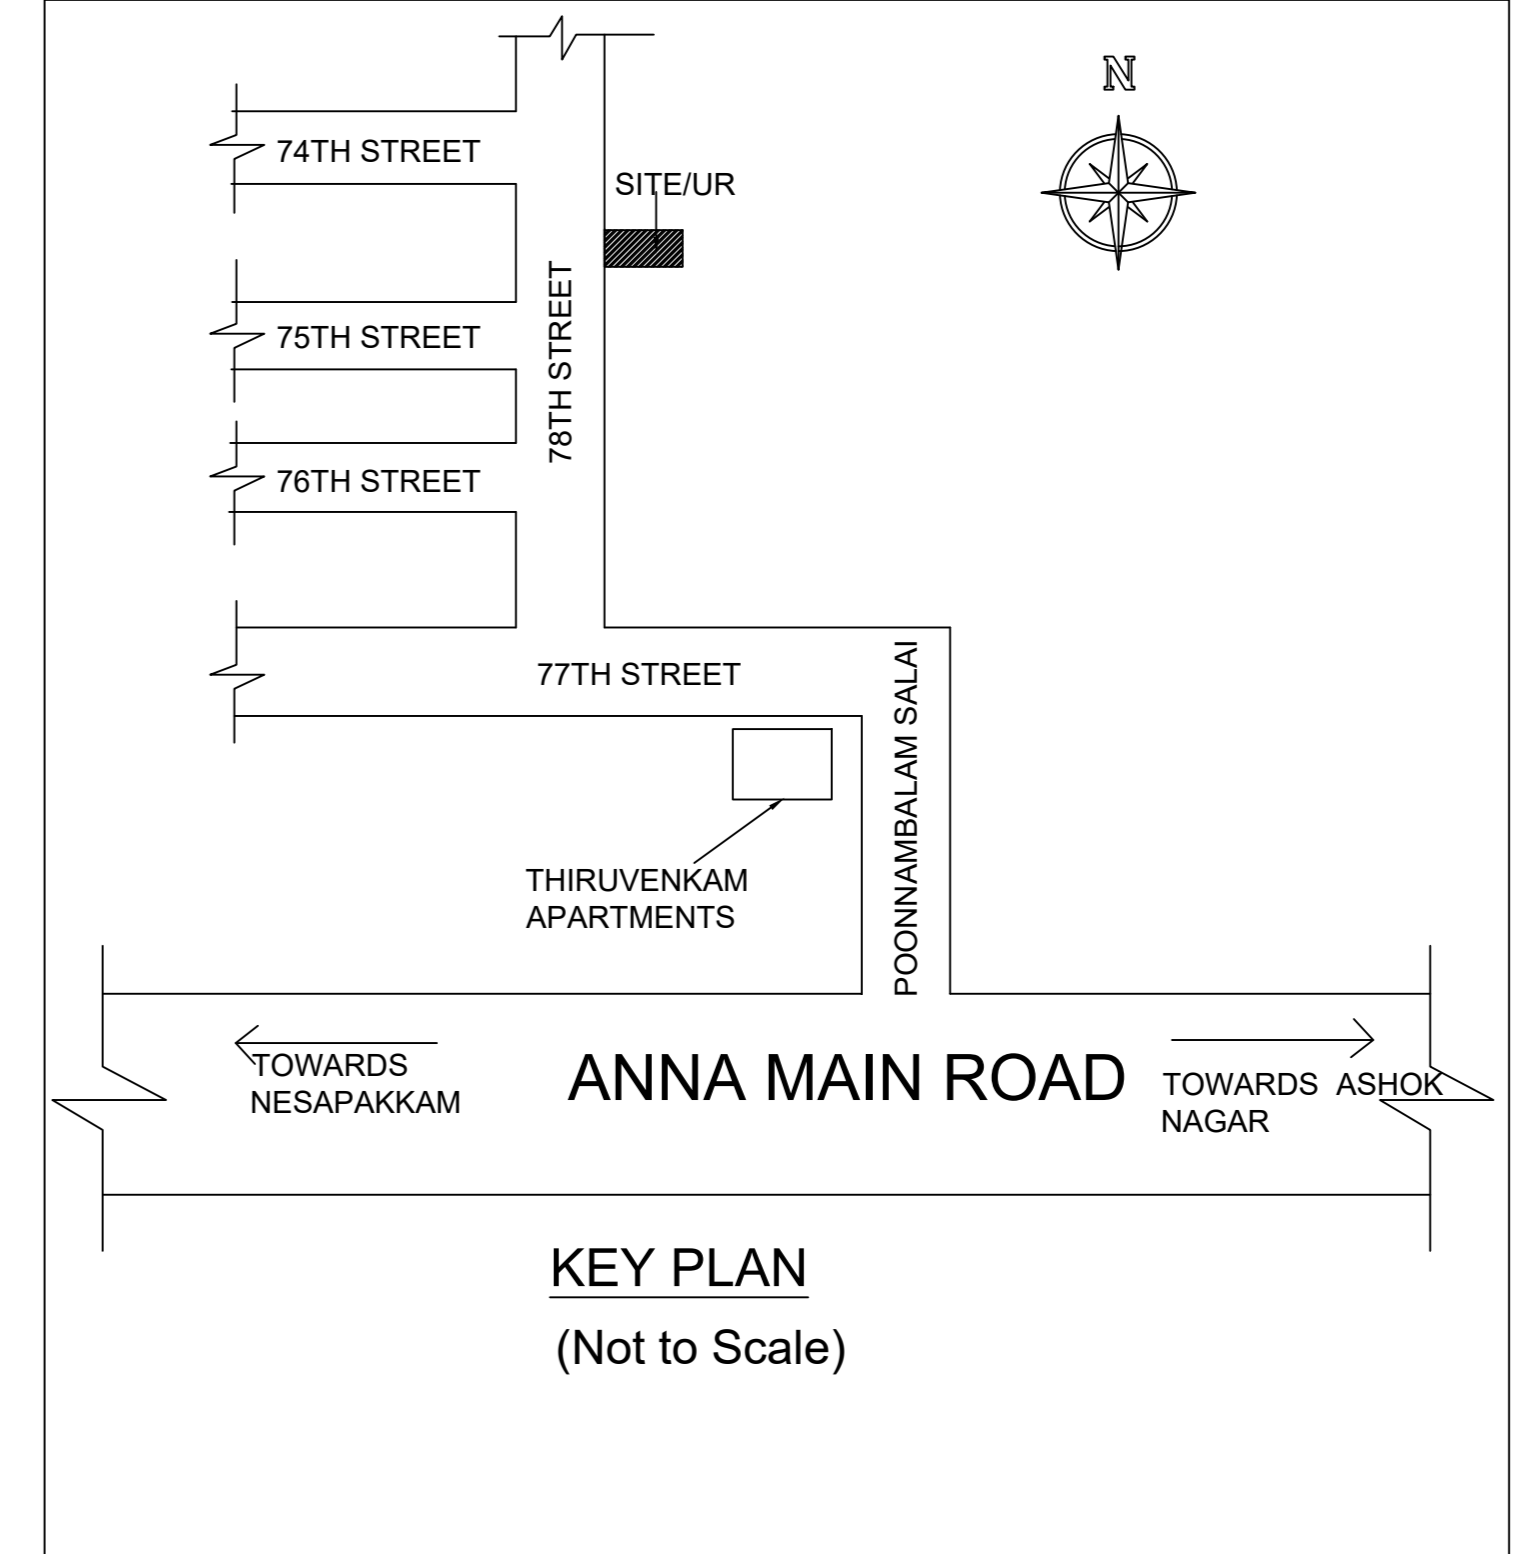 N
74TH STREET
SITE/UR
75TH STREET
78TH STREET
76TH STREET
77TH STREET
POONNAMBALAM SALAI
THIRUVENKAM
APARTMENTS
TOWARDS
NESAPAKKAM
ANNA MAIN ROAD
TOWARDS ASHOK
NAGAR
KEY PLAN
(Not to Scale)